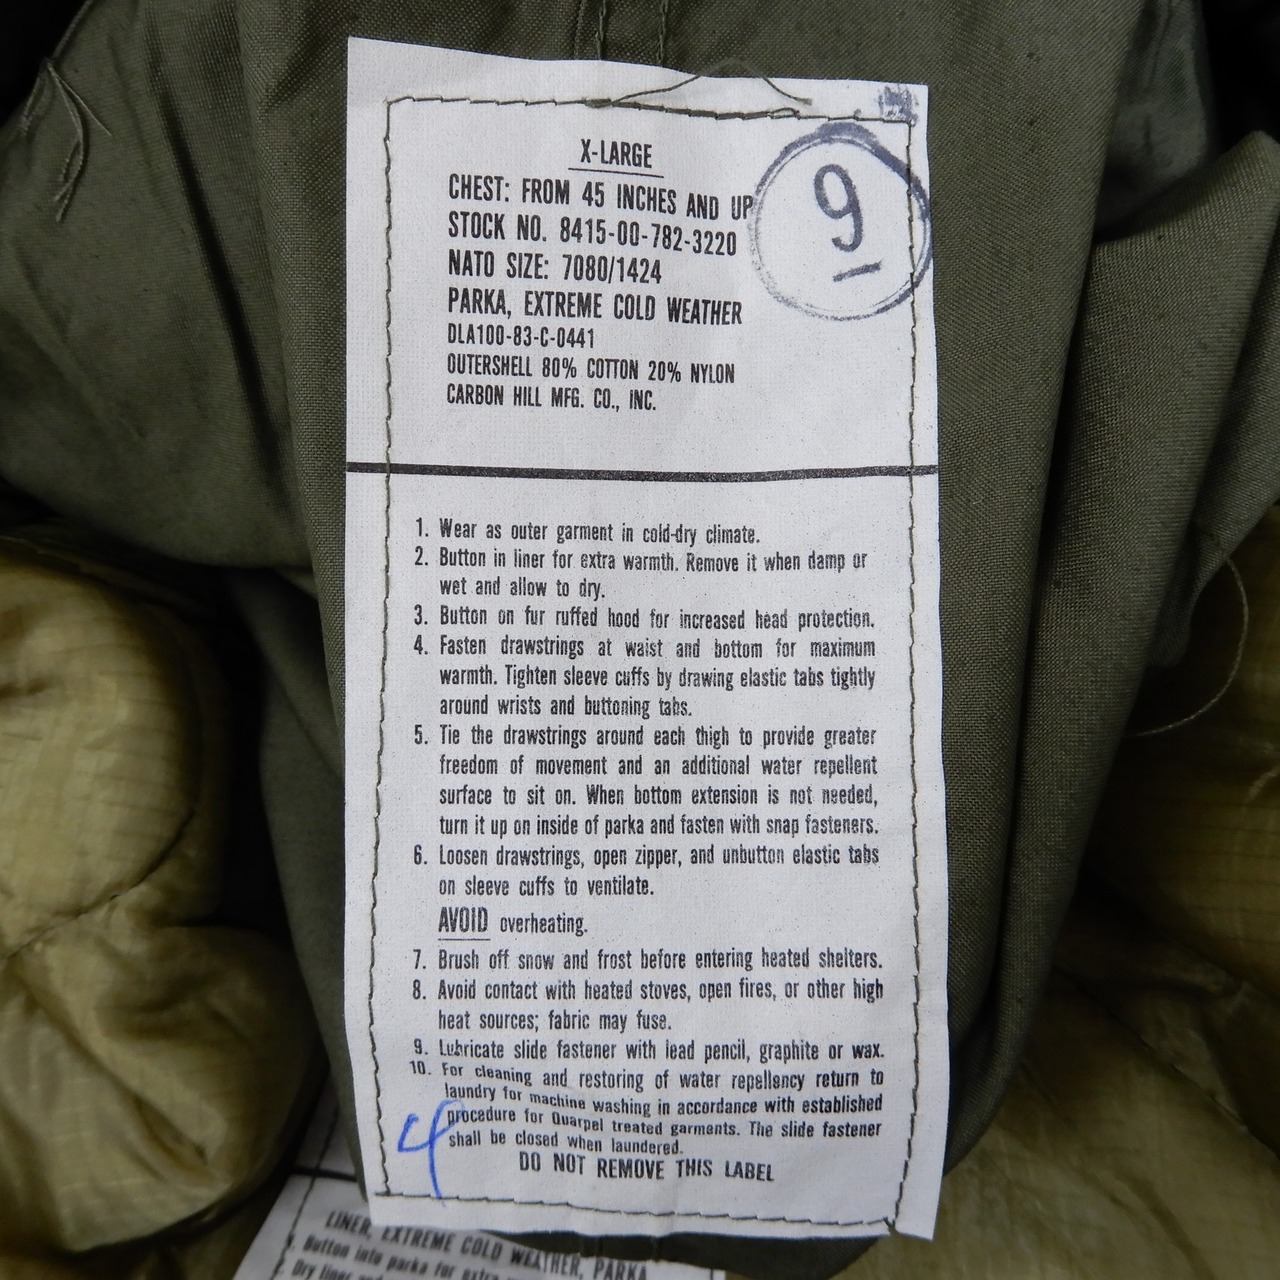 X-LARGE
CHEST: FROM 45 INCHES AND UP
STOCK NO. 8415-00-782-3220
NATO SIZE: 7080/1424
PARKA, EXTREME COLD WEATHER
DLA100-83-C-0441
OUTERSHELL 80% COTTON 20% NYLON
CARBON HILL MFG. CO., INC.
9
1. Wear as outer garment in cold-dry climate.
2. Button in liner for extra warmth. Remove it when damp or
wet and allow to dry.
3. Button on fur ruffed hood for increased head protection.
4. Fasten drawstrings at waist and bottom for maximum
warmth. Tighten sleeve cuffs by drawing elastic tabs tightly
around wrists and buttoning tabs.
5. Tie the drawstrings around each thigh to provide greater
freedom of movement and an additional water repellent
surface to sit on. When bottom extension is not needed,
turn it up on inside of parka and fasten with snap fasteners.
6. Loosen drawstrings, open zipper, and unbutton elastic tabs
on sleeve cuffs to ventilate.
AVOID overheating.
7. Brush off snow and frost before entering heated shelters.
8. Avoid contact with heated stoves, open fires, or other high
heat sources; fabric may fuse.
9. Lubricate slide fastener with lead pencil, graphite or wax.
10. For cleaning and restoring of water repellency return to
laundry for machine washing in accordance with established
procedure for Quarpel treated garments. The slide fastener
shall be closed when laundered.
4
DO NOT REMOVE THIS LABEL
LINER, EXTREME COLD WEATHER, PARKA
Button into parka for extra
Dry liner